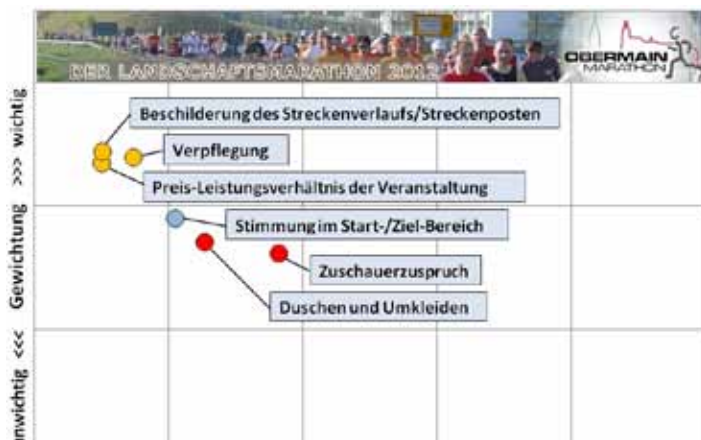 DER LANDSCHAFTSMARATHON 2012
OBERMAIN
MARATHON
Beschilderung des Streckenverlaufs/Streckenposten
Verpflegung
Preis-Leistungsverhältnis der Veranstaltung
Stimmung im Start-/Ziel-Bereich
Zuschauerzuspruch
Duschen und Umkleiden
unwichtig <<< Gewichtung >>> wichtig